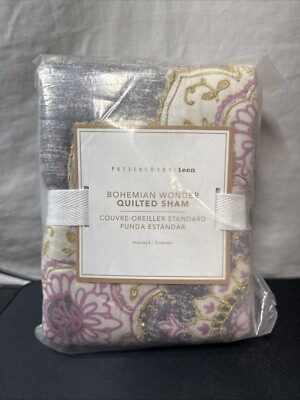 POTTERYBARN teen
BOHEMIAN WONDER
QUILTED SHAM
COUVRE-OREILLER STANDARD
FUNDA ESTÁNDAR
Standard / Estándar